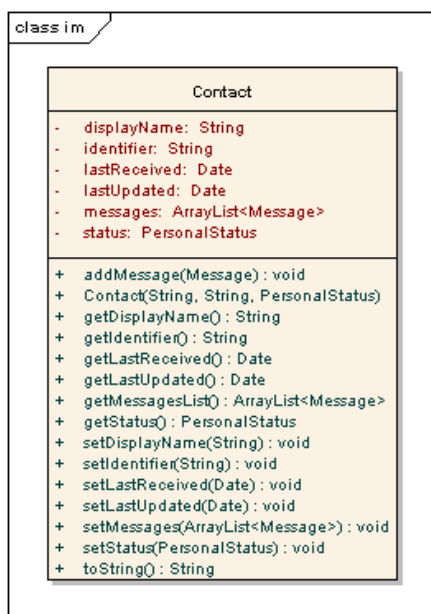 class im
Contact
- displayName: String
- identifier: String
- lastReceived: Date
- lastUpdated: Date
- messages: ArrayList<Message>
- status: PersonalStatus
+ addMessage(Message) : void
+ Contact(String, String, PersonalStatus)
+ getDisplayName() : String
+ getIdentifier() : String
+ getLastReceived() : Date
+ getLastUpdated() : Date
+ getMessagesList() : ArrayList<Message>
+ getStatus() : PersonalStatus
+ setDisplayName(String) : void
+ setIdentifier(String) : void
+ setLastReceived(Date) : void
+ setLastUpdated(Date) : void
+ setMessages(ArrayList<Message>) : void
+ setStatus(PersonalStatus) : void
+ toString() : String